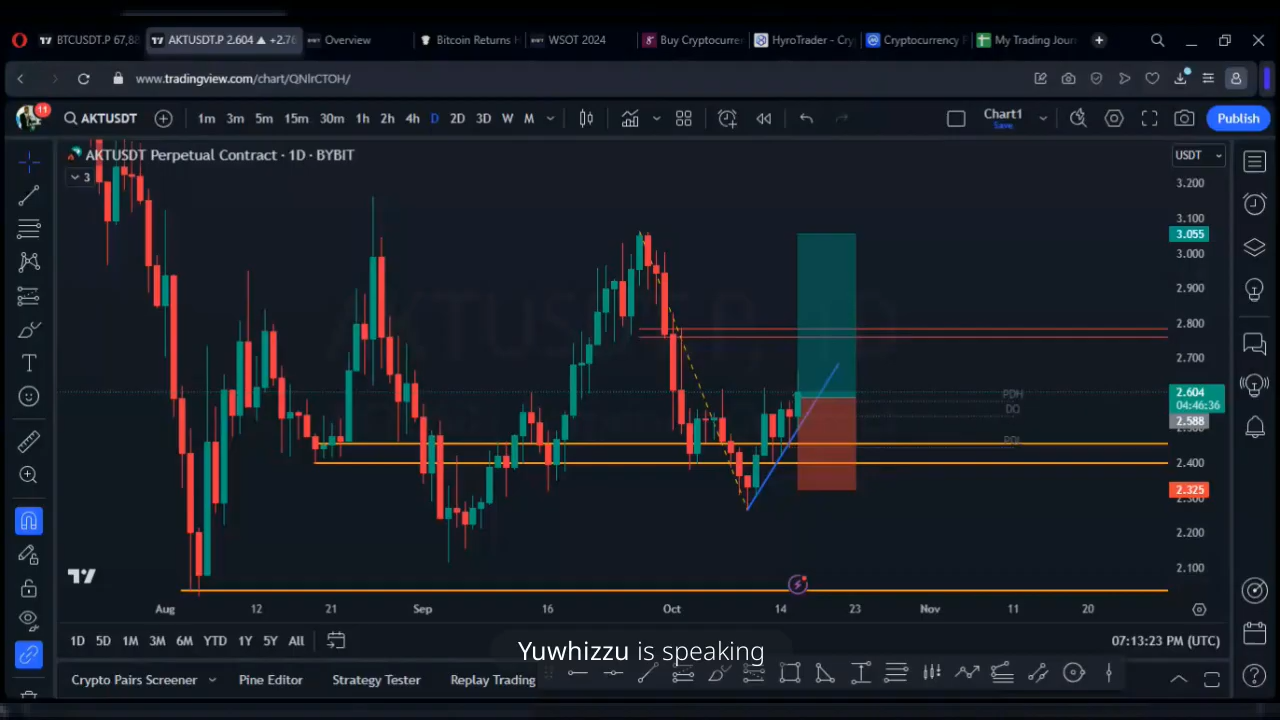 BTCUSDT.P 67,88
AKTUSDT.P 2.604 ▲ +2.76
Overview
Bitcoin Returns H
WSOT 2024
Buy Cryptocurre
HyroTrader - Cry
Cryptocurrency F
My Trading Journ
www.tradingview.com/chart/QNlrCTOH/
11
AKTUSDT
1m 3m 5m 15m 30m 1h 2h 4h D 2D 3D W M
Chart1
Save
Publish
AKTUSDT Perpetual Contract · 1D · BYBIT
3
USDT
3.200
3.100
3.055
3.000
2.900
2.800
2.700
2.604
04:46:36
2.588
2.400
2.325
2.300
2.200
2.100
PDH
DO
PDL
Aug 12 21 Sep 16 Oct 14 23 Nov 11 20
1D 5D 1M 3M 6M YTD 1Y 5Y All
07:13:23 PM (UTC)
Yuwhizzu is speaking
Crypto Pairs Screener
Pine Editor
Strategy Tester
Replay Trading